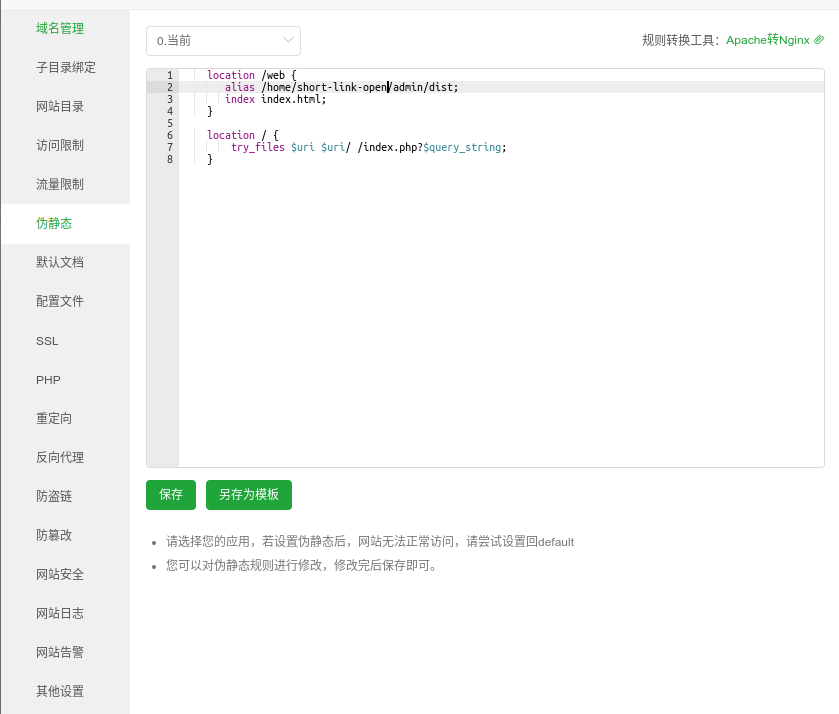 域名管理
子目录绑定
网站目录
访问限制
流量限制
伪静态
默认文档
配置文件
SSL
PHP
重定向
反向代理
防盗链
防篡改
网站安全
网站日志
网站告警
其他设置
0.当前
规则转换工具：Apache转Nginx
1 location /web {
2 alias /home/short-link-open/admin/dist;
3 index index.html;
4 }
5
6 location / {
7 try_files $uri $uri/ /index.php?$query_string;
8 }
保存 另存为模板
请选择您的应用，若设置伪静态后，网站无法正常访问，请尝试设置回default
您可以对伪静态规则进行修改，修改完后保存即可。